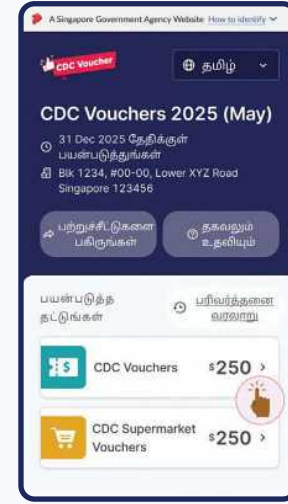 A Singapore Government Agency Website How to identify
CDC Voucher
தமிழ்
CDC Vouchers 2025 (May)
31 Dec 2025 தேதிக்குள்
பயன்படுத்துங்கள்
Blk 1234, #00-00, Lower XYZ Road
Singapore 123456
பற்றுச்சீட்டுகளை
பகிருங்கள்
தகவலும்
உதவியும்
பயன்படுத்த
தட்டுங்கள்
பரிவர்த்தனை
வரலாறு
CDC Vouchers $250
CDC Supermarket
Vouchers
$250